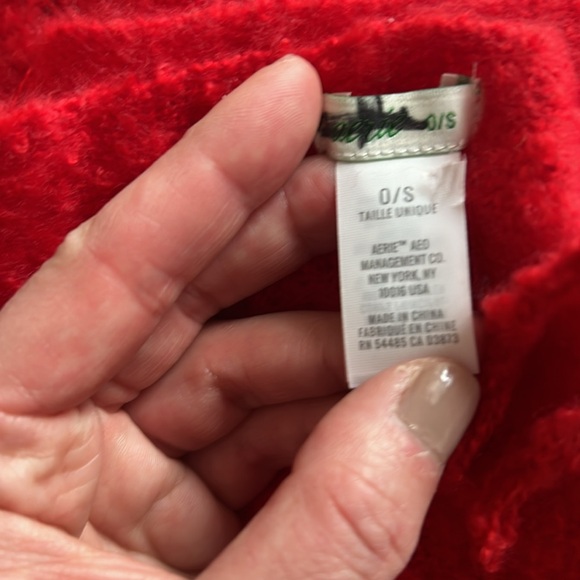 O/S
O/S
TAILLE UNIQUE
AERIE™ AEO
MANAGEMENT CO.
NEW YORK, NY
10016 USA
MADE IN CHINA
FABRIQUÉ EN CHINE
RN 54485 CA 03873